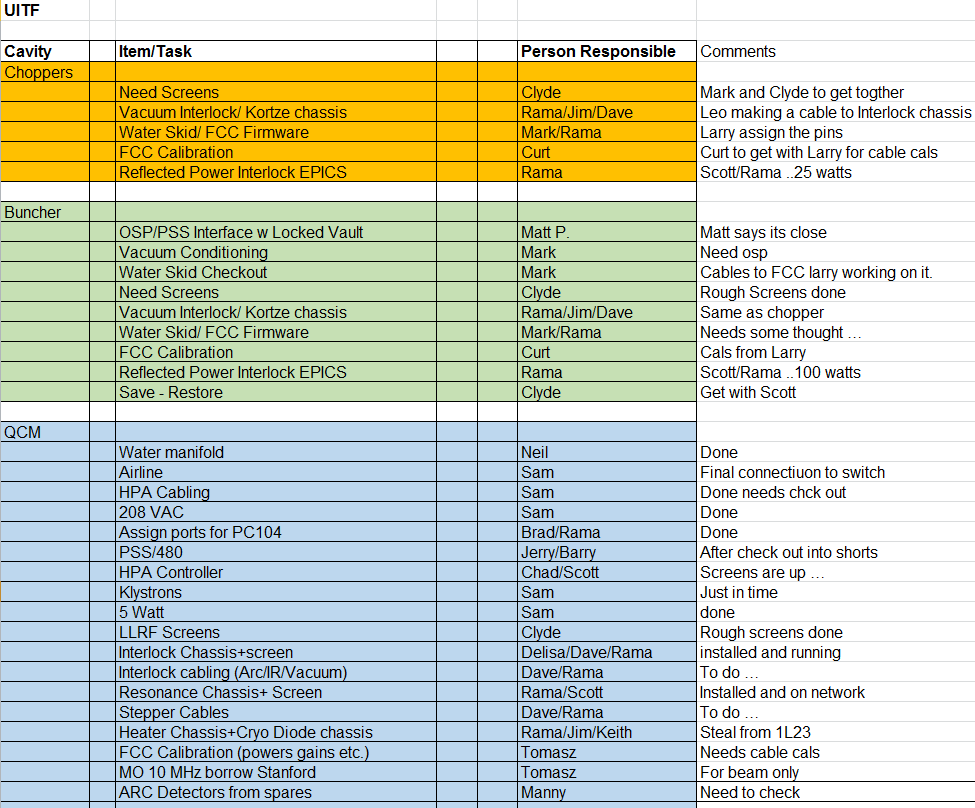 UITF
Cavity Item/Task Person Responsible Comments
Choppers
Need Screens Clyde Mark and Clyde to get togther
Vacuum Interlock/ Kortze chassis Rama/Jim/Dave Leo making a cable to Interlock chassis
Water Skid/ FCC Firmware Mark/Rama Larry assign the pins
FCC Calibration Curt Curt to get with Larry for cable cals
Reflected Power Interlock EPICS Rama Scott/Rama ..25 watts
Buncher
OSP/PSS Interface w Locked Vault Matt P. Matt says its close
Vacuum Conditioning Mark Need osp
Water Skid Checkout Mark Cables to FCC larry working on it.
Need Screens Clyde Rough Screens done
Vacuum Interlock/ Kortze chassis Rama/Jim/Dave Same as chopper
Water Skid/ FCC Firmware Mark/Rama Needs some thought …
FCC Calibration Curt Cals from Larry
Reflected Power Interlock EPICS Rama Scott/Rama ..100 watts
Save - Restore Clyde Get with Scott
QCM
Water manifold Neil Done
Airline Sam Final connectiuon to switch
HPA Cabling Sam Done needs chck out
208 VAC Sam Done
Assign ports for PC104 Brad/Rama Done
PSS/480 Jerry/Barry After check out into shorts
HPA Controller Chad/Scott Screens are up …
Klystrons Sam Just in time
5 Watt Sam done
LLRF Screens Clyde Rough screens done
Interlock Chassis+screen Delisa/Dave/Rama installed and running
Interlock cabling (Arc/IR/Vacuum) Dave/Rama To do …
Resonance Chassis+ Screen Rama/Scott Installed and on network
Stepper Cables Dave/Rama To do …
Heater Chassis+Cryo Diode chassis Rama/Jim/Keith Steal from 1L23
FCC Calibration (powers gains etc.) Tomasz Needs cable cals
MO 10 MHz borrow Stanford Tomasz For beam only
ARC Detectors from spares Manny Need to check